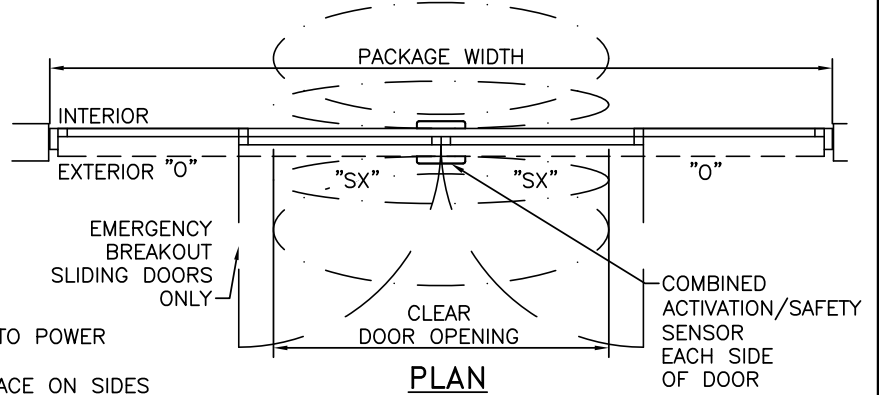 PACKAGE WIDTH
INTERIOR
EXTERIOR "O"
"SX"
"SX"
"O"
EMERGENCY
BREAKOUT
SLIDING DOORS
ONLY
CLEAR
DOOR OPENING
COMBINED
ACTIVATION/SAFETY
SENSOR
EACH SIDE
OF DOOR
TO POWER
ACE ON SIDES
PLAN